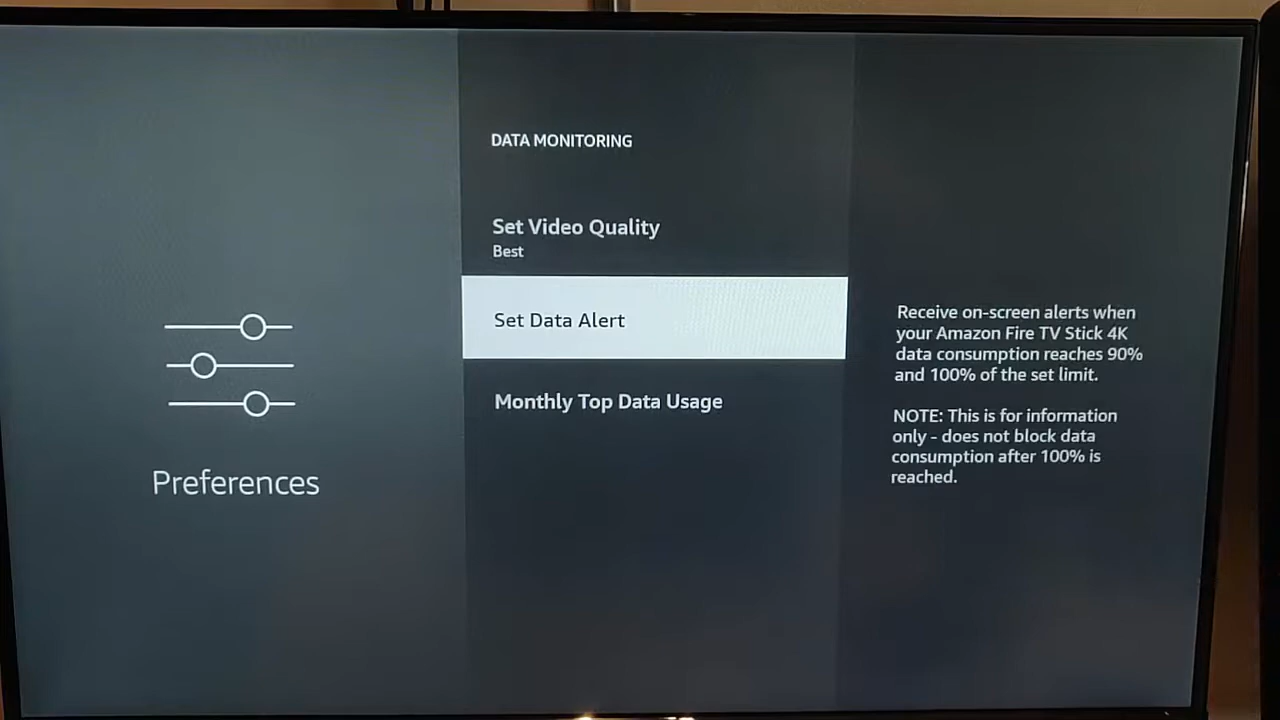 DATA MONITORING
Set Video Quality
Best
Set Data Alert
Monthly Top Data Usage
Preferences
Receive on-screen alerts when
your Amazon Fire TV Stick 4K
data consumption reaches 90%
and 100% of the set limit.
NOTE: This is for information
only - does not block data
consumption after 100% is
reached.